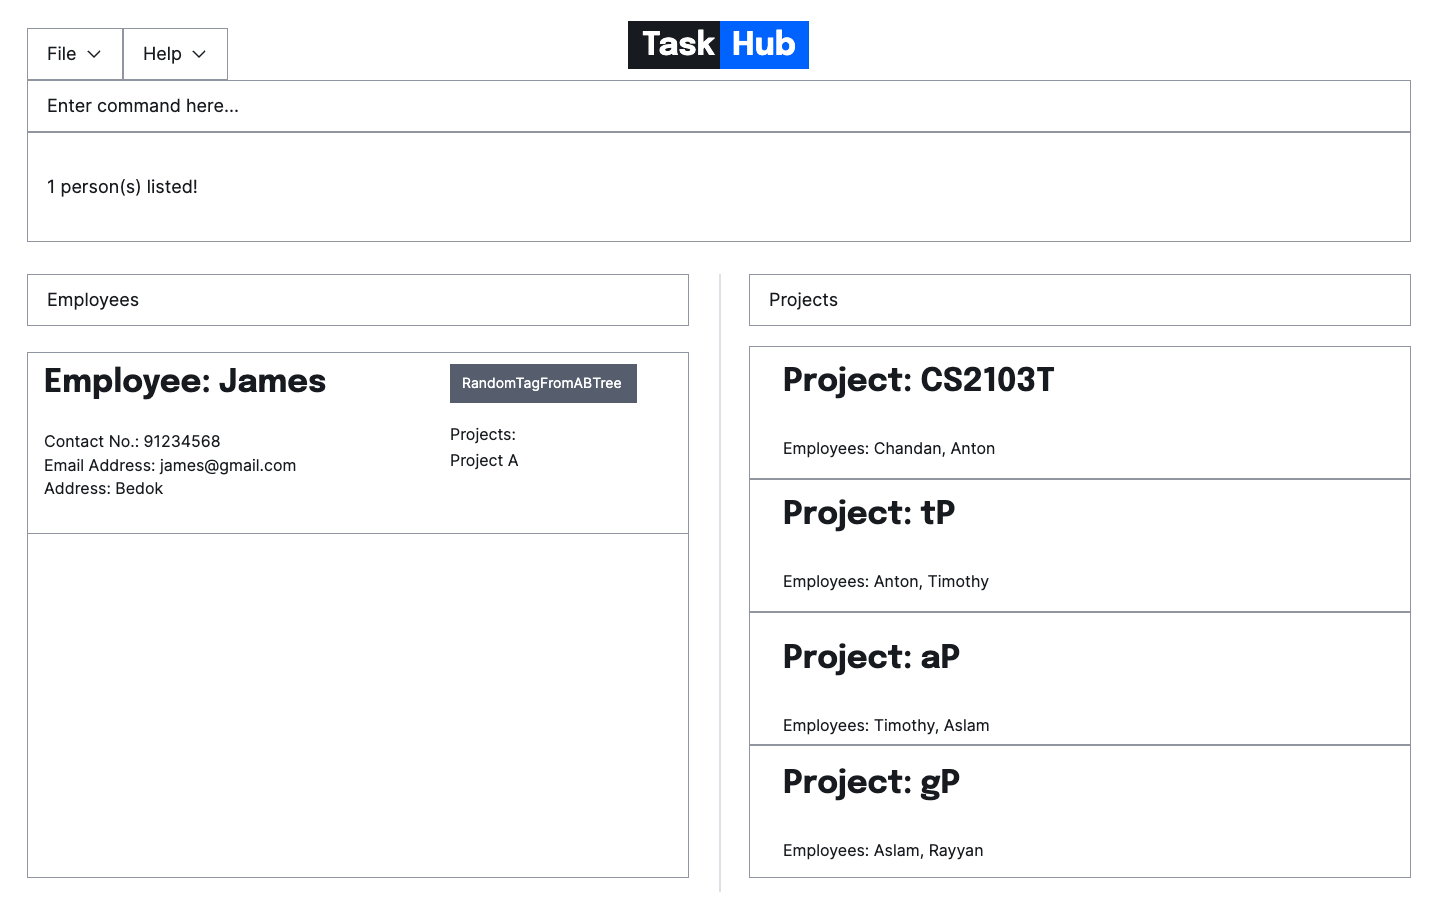 File
Help
Task Hub
Enter command here...
1 person(s) listed!
Employees
Employee: James
RandomTagFromABTree
Contact No.: 91234568
Email Address: james@gmail.com
Address: Bedok
Projects:
Project A
Projects
Project: CS2103T
Employees: Chandan, Anton
Project: tP
Employees: Anton, Timothy
Project: aP
Employees: Timothy, Aslam
Project: gP
Employees: Aslam, Rayyan